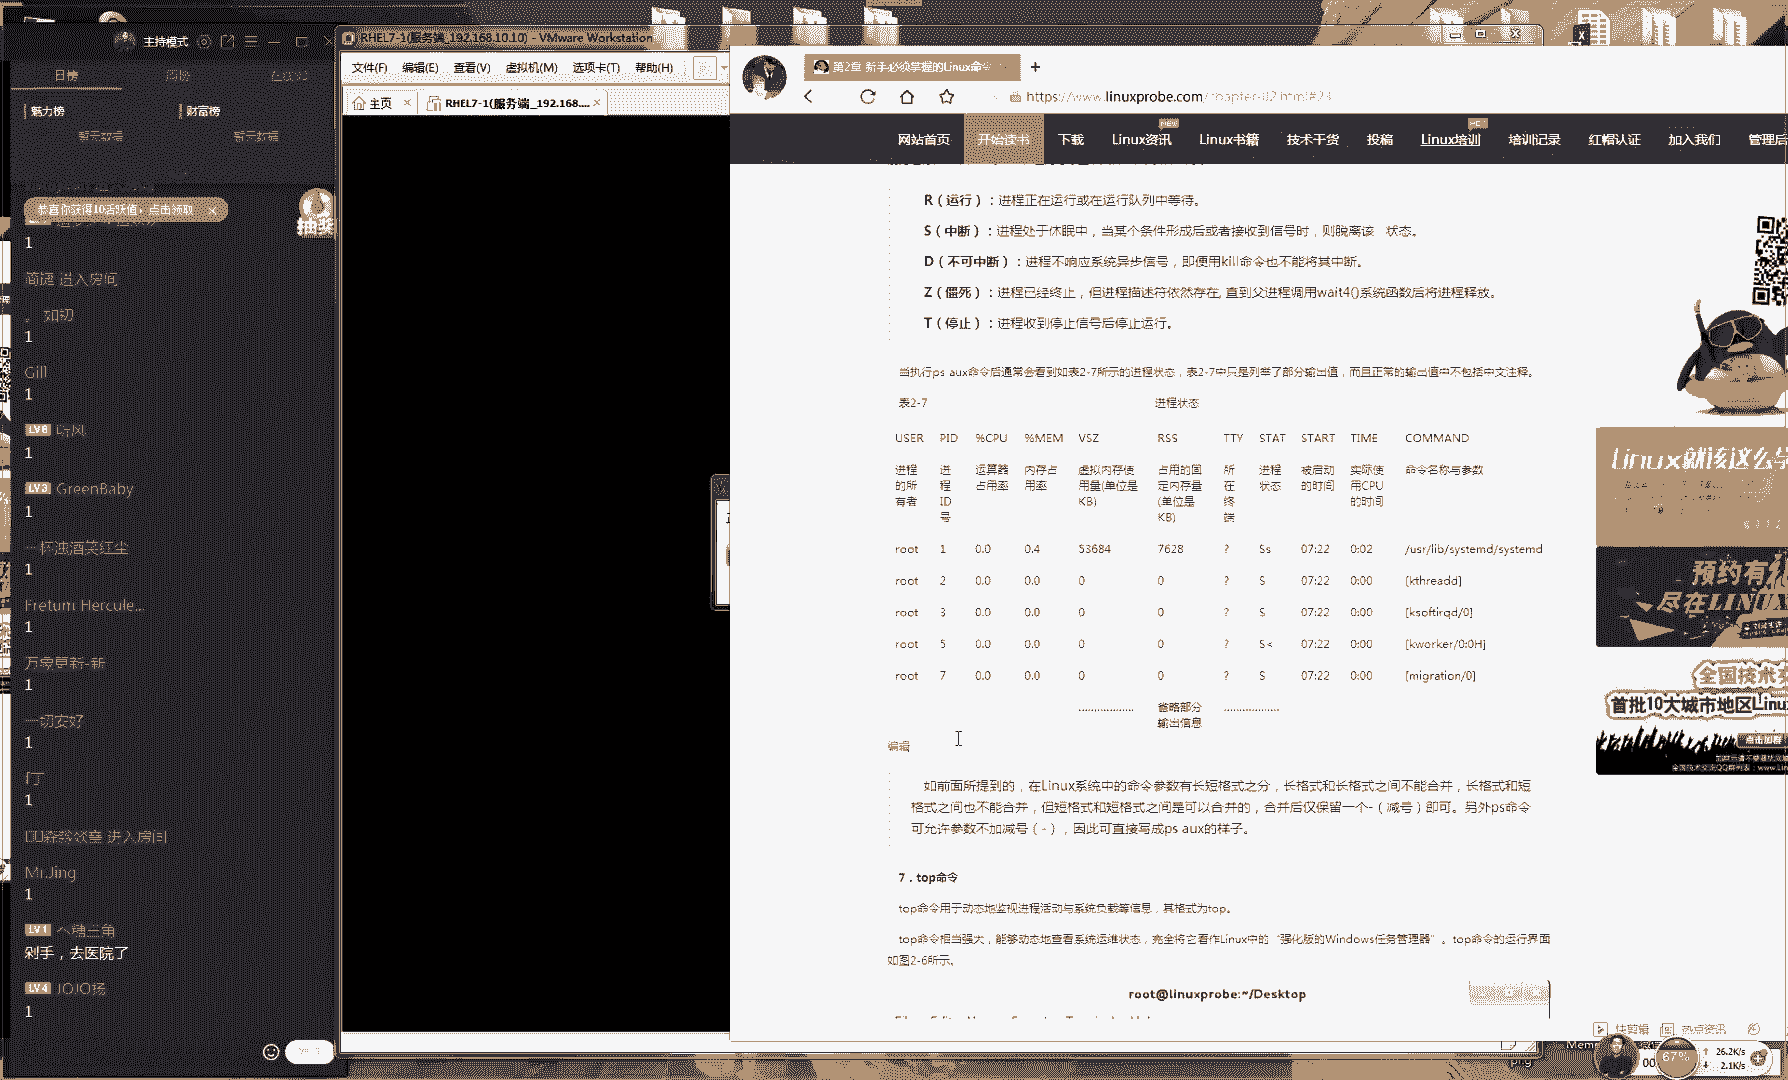 主持模式
日榜
周榜
魅力榜
财富榜
暂无数据
暂无数据
恭喜你获得10活跃值，点击领取
抽奖
1
简速 进入房间
。如初
1
Gill
1
LV6 听风
1
LV3 GreenBaby
1
一杯浊酒笑红尘
1
Fretum Hercule...
1
万象更新-新
1
一切安好
1
1
进入房间
Mr.Jing
1
LV1
剁手，去医院了
LV4 JOJO扬
1
RHEL7-1(服务端_192.168.10.10) - VMware Workstation
文件(F) 编辑(E) 查看(V) 虚拟机(M) 选项卡(T) 帮助(H)
主页
RHEL7-1(服务端_192.168....
第2章 新手必须掌握的Linux命令
https://www.linuxprobe.com/chapter-02.html#23
网站首页 开始读书 下载 Linux资讯 Linux书籍 技术干货 投稿 Linux培训 培训记录 红帽认证 加入我们 管理后
R（运行）：进程正在运行或在运行队列中等待。
S（中断）：进程处于休眠中，当某个条件形成后或者接收到信号时，则脱离该 状态。
D（不可中断）：进程不响应系统异步信号，即便用kill命令也不能将其中断。
Z（僵死）：进程已经终止，但进程描述符依然存在, 直到父进程调用wait4()系统函数后将进程释放。
T（停止）：进程收到停止信号后停止运行。
当执行ps aux命令后通常会看到如表2-7所示的进程状态，表2-7中只是列举了部分输出值，而且正常的输出值中不包括中文注释。
表2-7 进程状态
USER PID %CPU %MEM VSZ RSS TTY STAT START TIME COMMAND
进程的所有者 进程ID号 运算器占用率 内存占用率 虚拟内存使用量(单位是KB) 占用的固定内存量(单位是KB) 所在终端 进程状态 被启动的时间 实际使用CPU的时间 命令名称与参数
root 1 0.0 0.4 53684 7628 ? Ss 07:22 0:02 /usr/lib/systemd/systemd
root 2 0.0 0.0 0 0 ? S 07:22 0:00 [kthreadd]
root 3 0.0 0.0 0 0 ? S 07:22 0:00 [ksoftirqd/0]
root 5 0.0 0.0 0 0 ? S< 07:22 0:00 [kworker/0:0H]
root 7 0.0 0.0 0 0 ? S 07:22 0:00 [migration/0]
.................. 省略部分输出信息 ..................
编辑
如前面所提到的，在Linux系统中的命令参数有长短格式之分，长格式和长格式之间不能合并，长格式和短
格式之间也不能合并，但短格式和短格式之间是可以合并的，合并后仅保留一个-（减号）即可。另外ps命令
可允许参数不加减号（-），因此可直接写成ps aux的样子。
7．top命令
top命令用于动态地监视进程活动与系统负载等信息，其格式为top。
top命令相当强大，能够动态地查看系统运维状态，完全将它看作Linux中的“强化版的Windows任务管理器”。top命令的运行界面
如图2-6所示。
root@linuxprobe:~/Desktop
Linux就该这么学
预约有
尽在LINUX
全国技术交
首批10大城市地区Linux
点击加群
快剪辑
热点资讯
67%
26.2K/s
2.1K/s